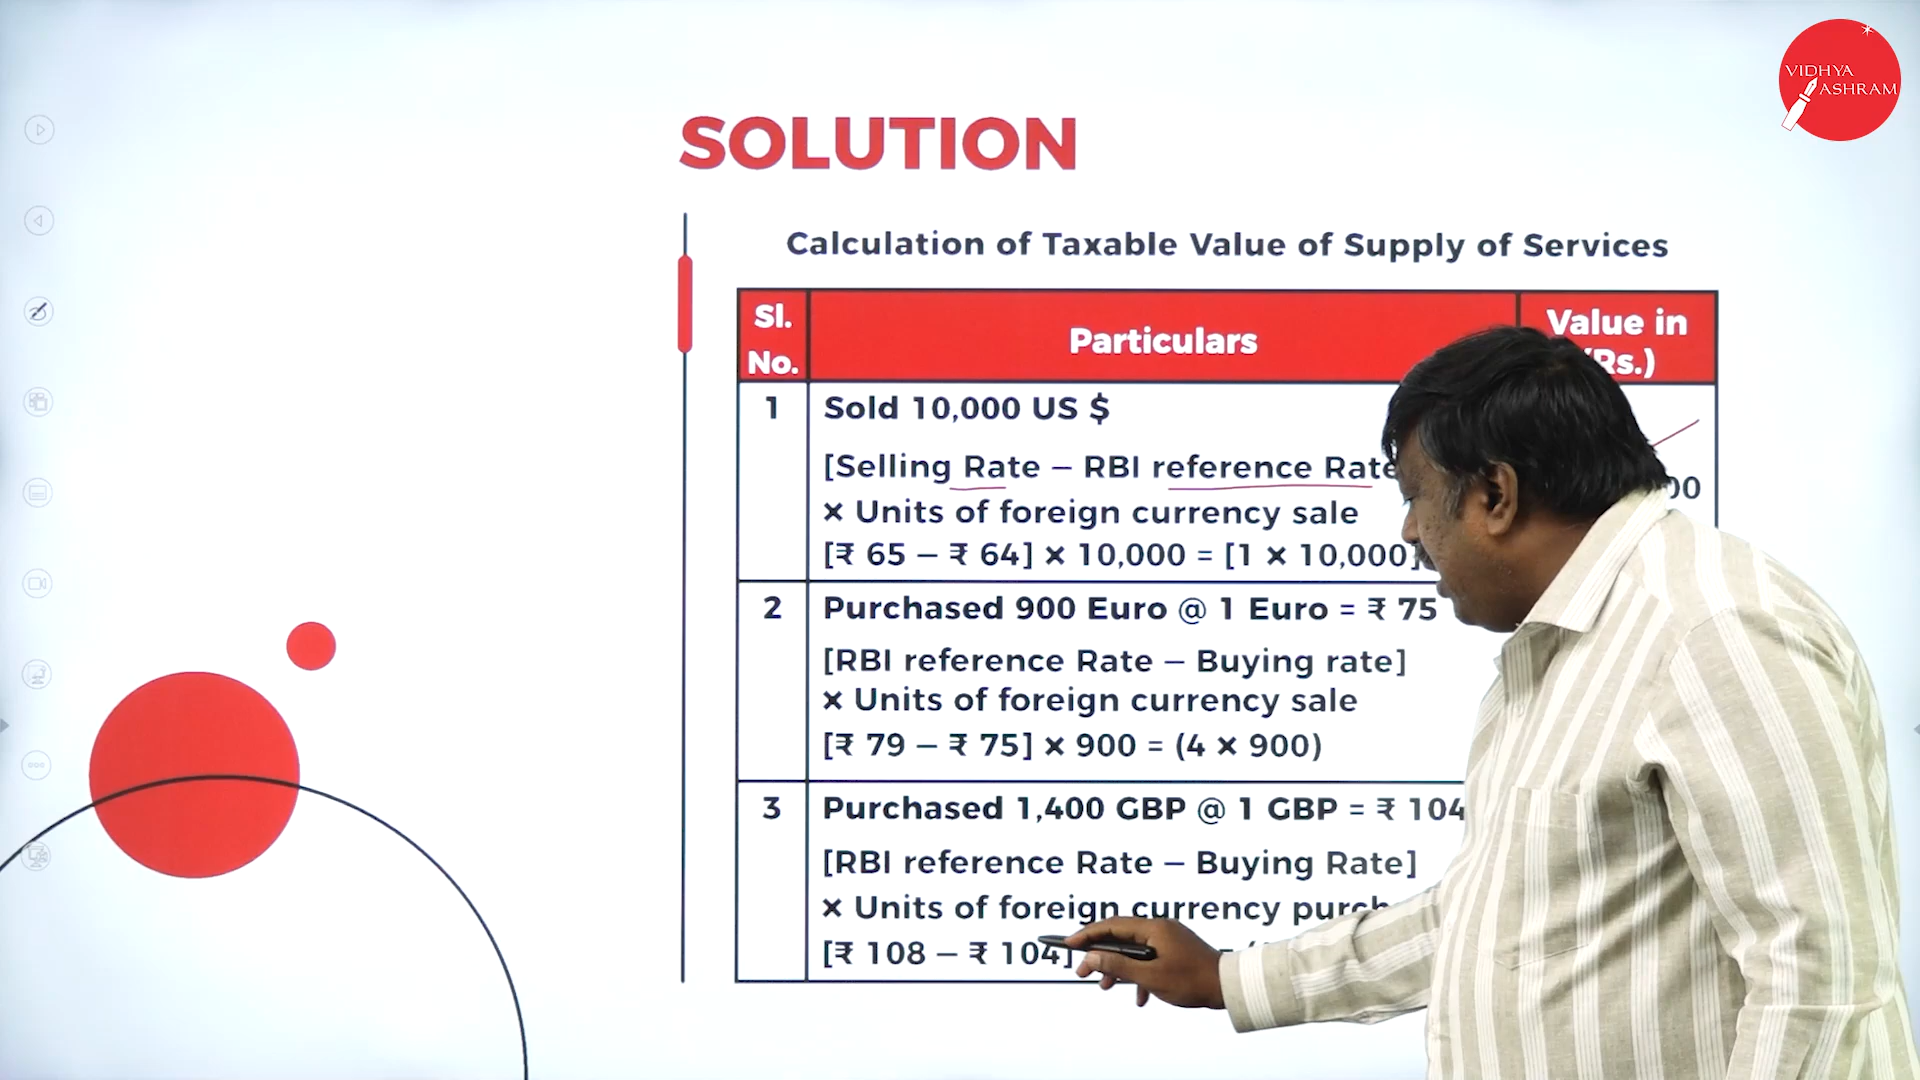 VIDHYA
ASHRAM
SOLUTION
Calculation of Taxable Value of Supply of Services
Sl.
No.
Particulars
Value in
(Rs.)
1
Sold 10,000 US $
[Selling Rate – RBI reference Rate
× Units of foreign currency sale
[₹ 65 – ₹ 64] × 10,000 = [1 × 10,000]
00
2
Purchased 900 Euro @ 1 Euro = ₹ 75
[RBI reference Rate – Buying rate]
× Units of foreign currency sale
[₹ 79 – ₹ 75] × 900 = (4 × 900)
3
Purchased 1,400 GBP @ 1 GBP = ₹ 104
[RBI reference Rate – Buying Rate]
× Units of foreign currency
[₹ 108 – ₹ 104]